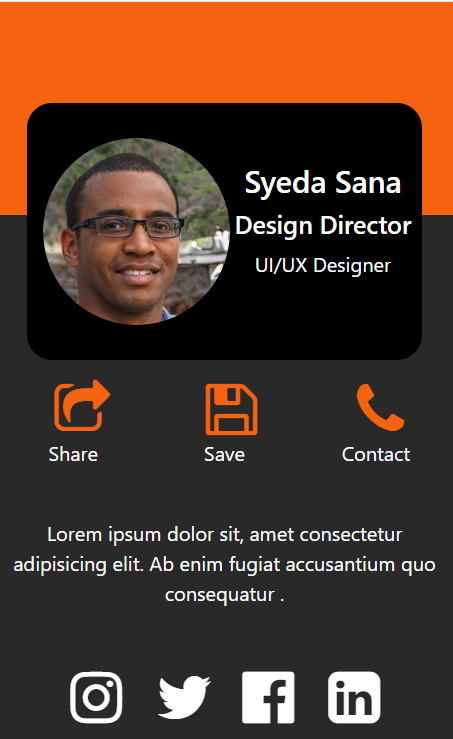 Syeda Sana
Design Director
UI/UX Designer
Share
Save
Contact
Lorem ipsum dolor sit, amet consectetur
adipisicing elit. Ab enim fugiat accusantium quo
consequatur .
in